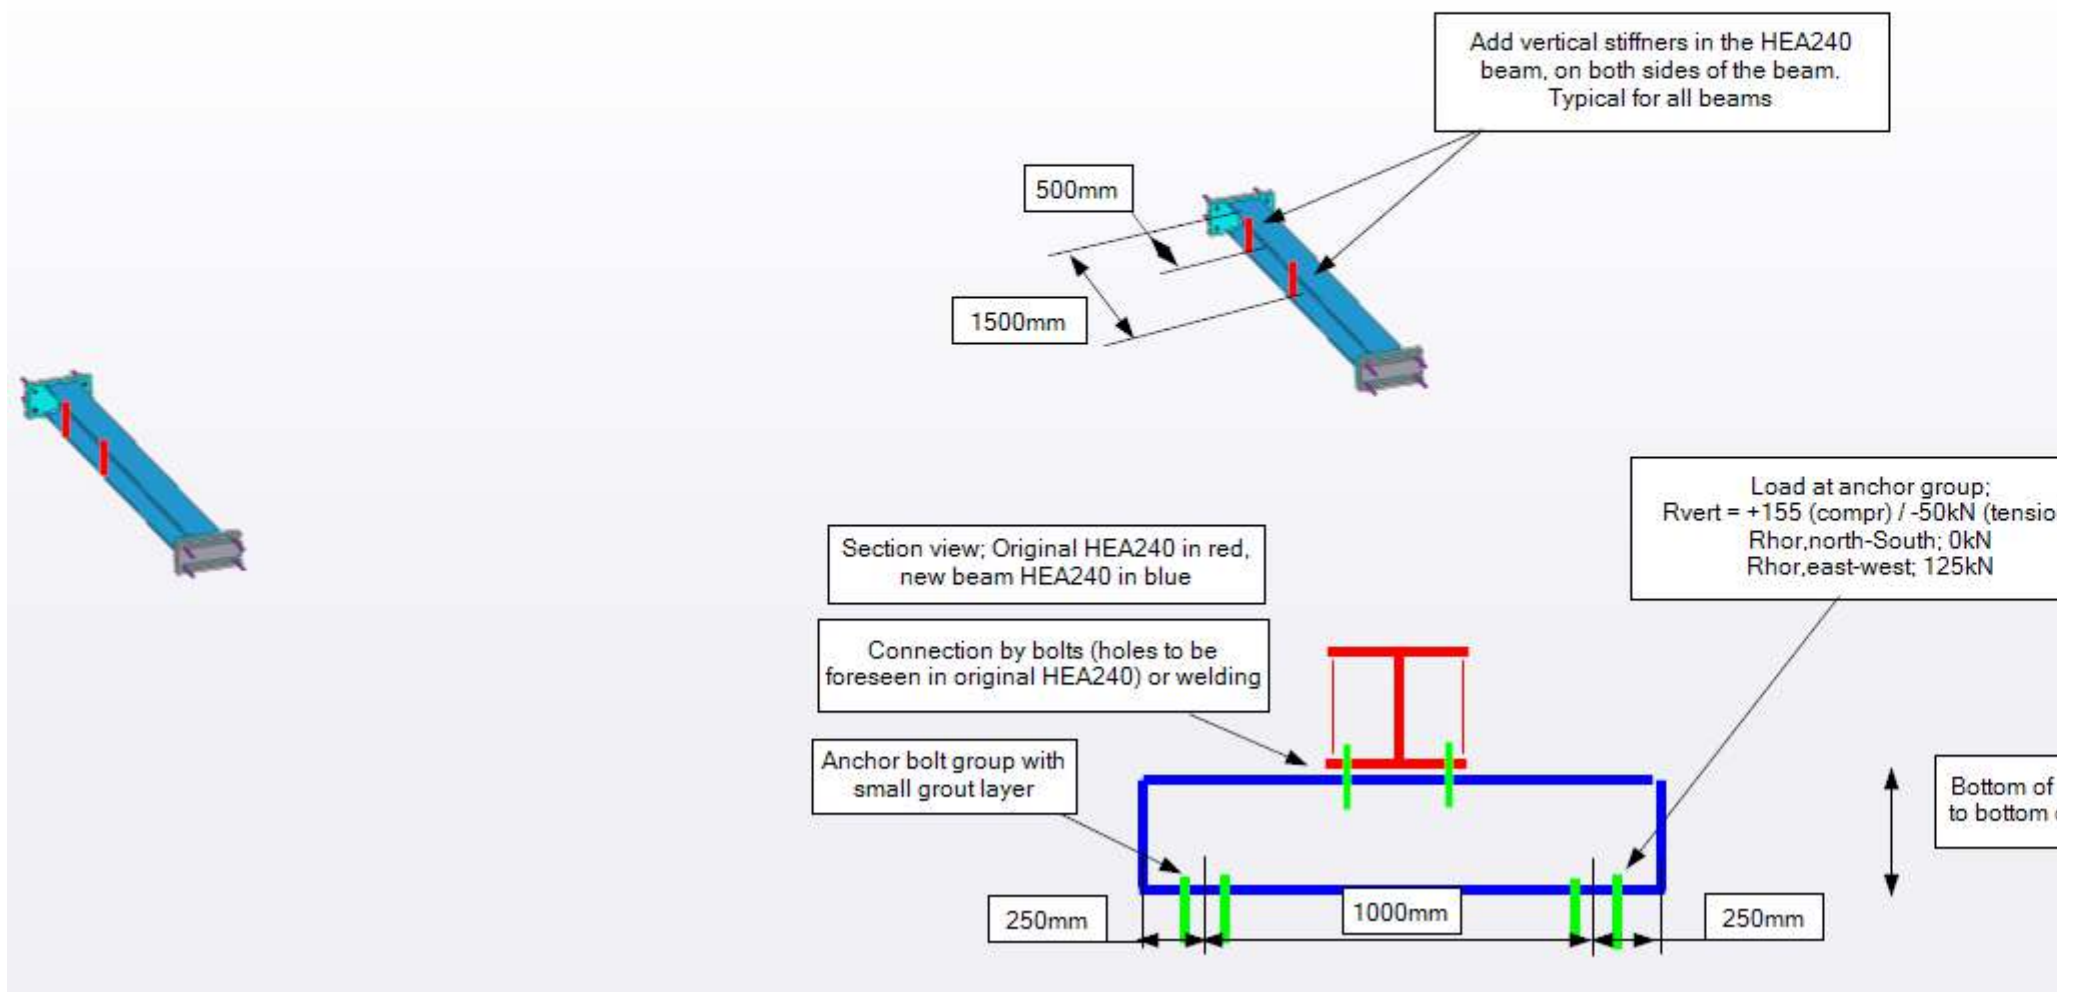 Add vertical stiffners in the HEA240
beam, on both sides of the beam.
Typical for all beams
500mm
1500mm
Load at anchor group;
Rvert = +155 (compr) / -50kN (tensio
Rhor,north-South; 0kN
Rhor,east-west; 125kN
Section view; Original HEA240 in red,
new beam HEA240 in blue
Connection by bolts (holes to be
foreseen in original HEA240) or welding
Anchor bolt group with
small grout layer
Bottom of
to bottom
250mm
1000mm
250mm